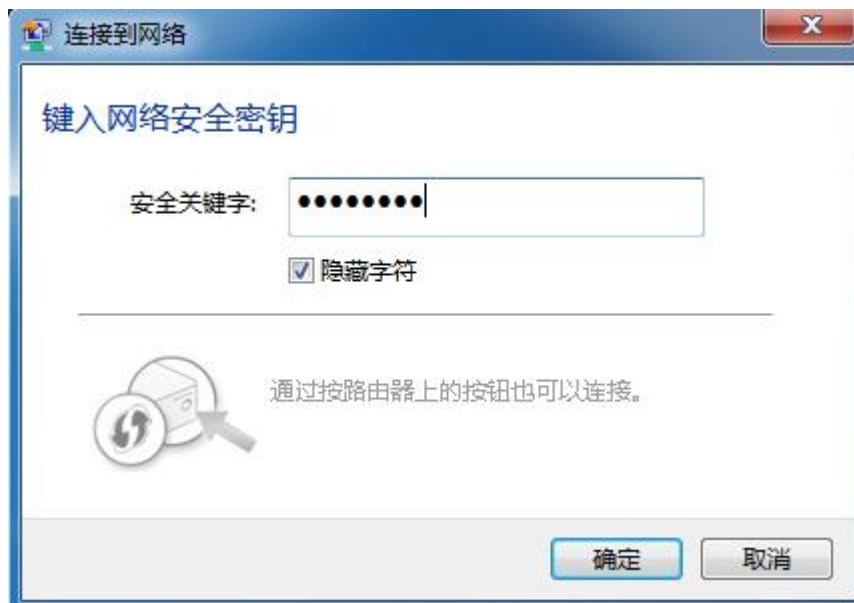 连接到网络
键入网络安全密钥
安全关键字: ••••••••
隐藏字符
通过按路由器上的按钮也可以连接。
确定 取消